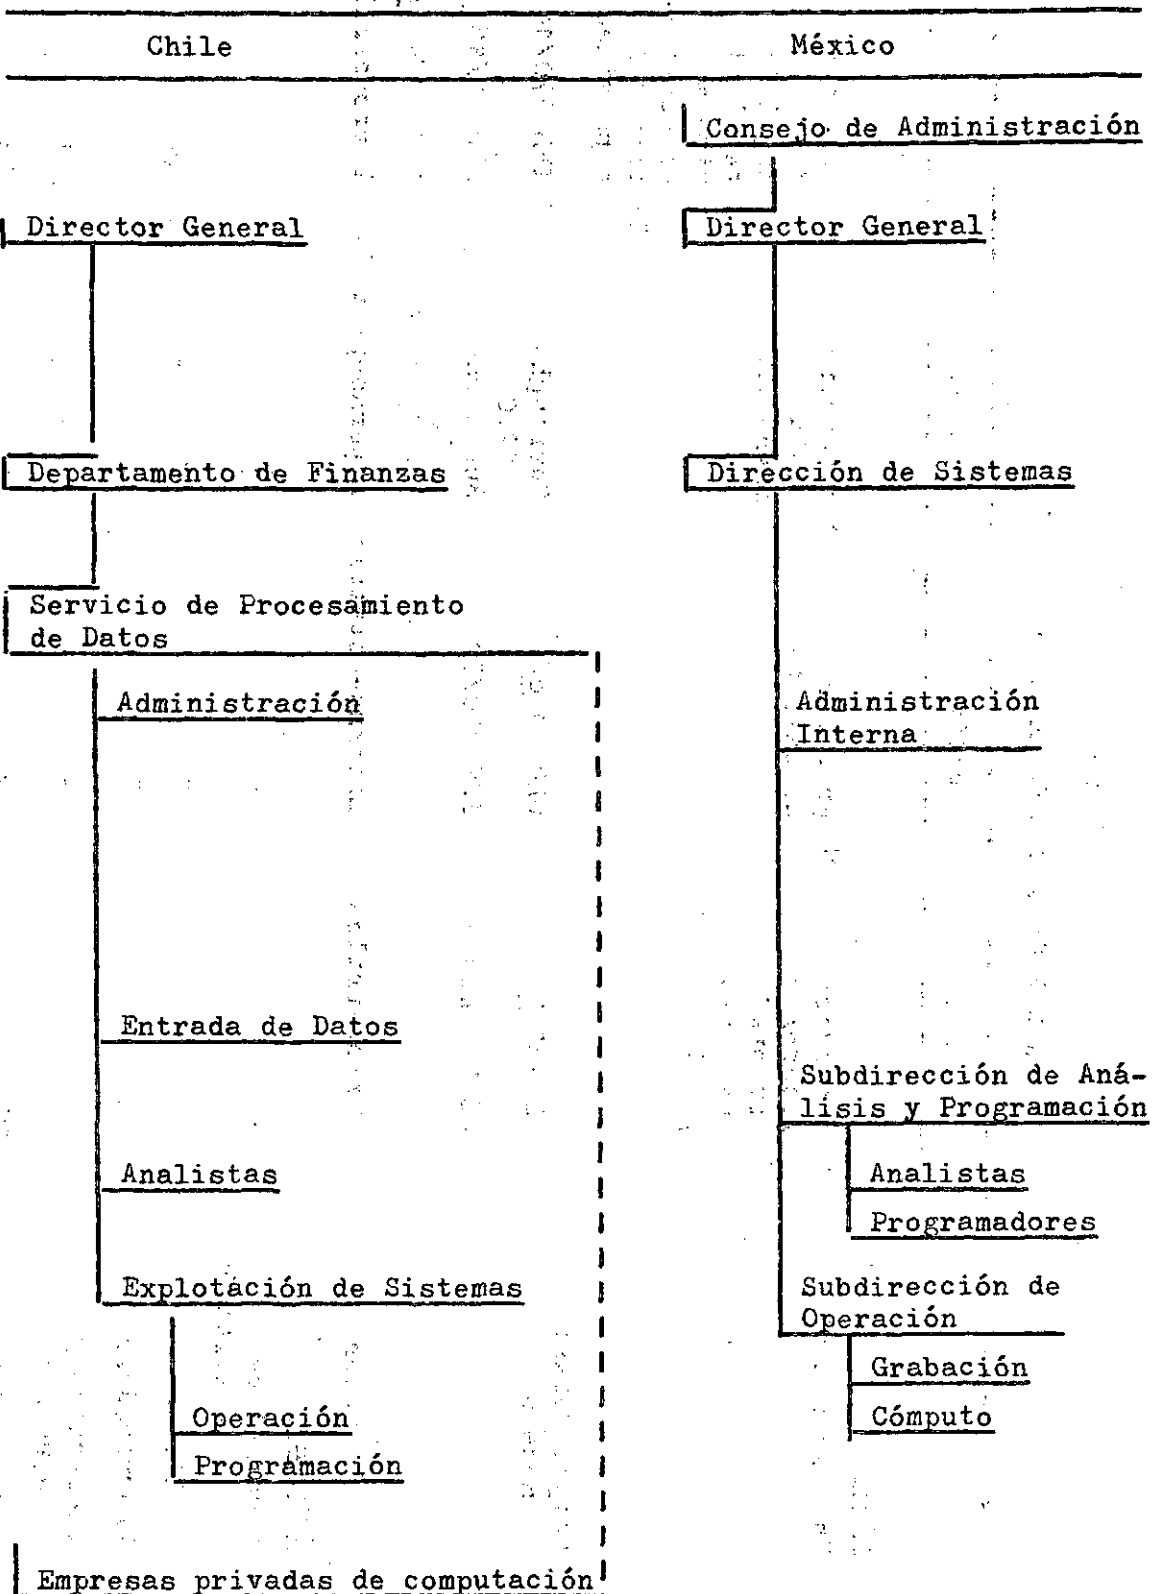 Chile
México
Consejo de Administración
Director General
Director General
Departamento de Finanzas
Dirección de Sistemas
Servicio de Procesamiento
de Datos
Administración
Administración
Interna
Entrada de Datos
Subdirección de Aná-
lisis y Programación
Analistas
Analistas
Programadores
Explotación de Sistemas
Subdirección de
Operación
Grabación
Cómputo
Operación
Programación
Empresas privadas de computación